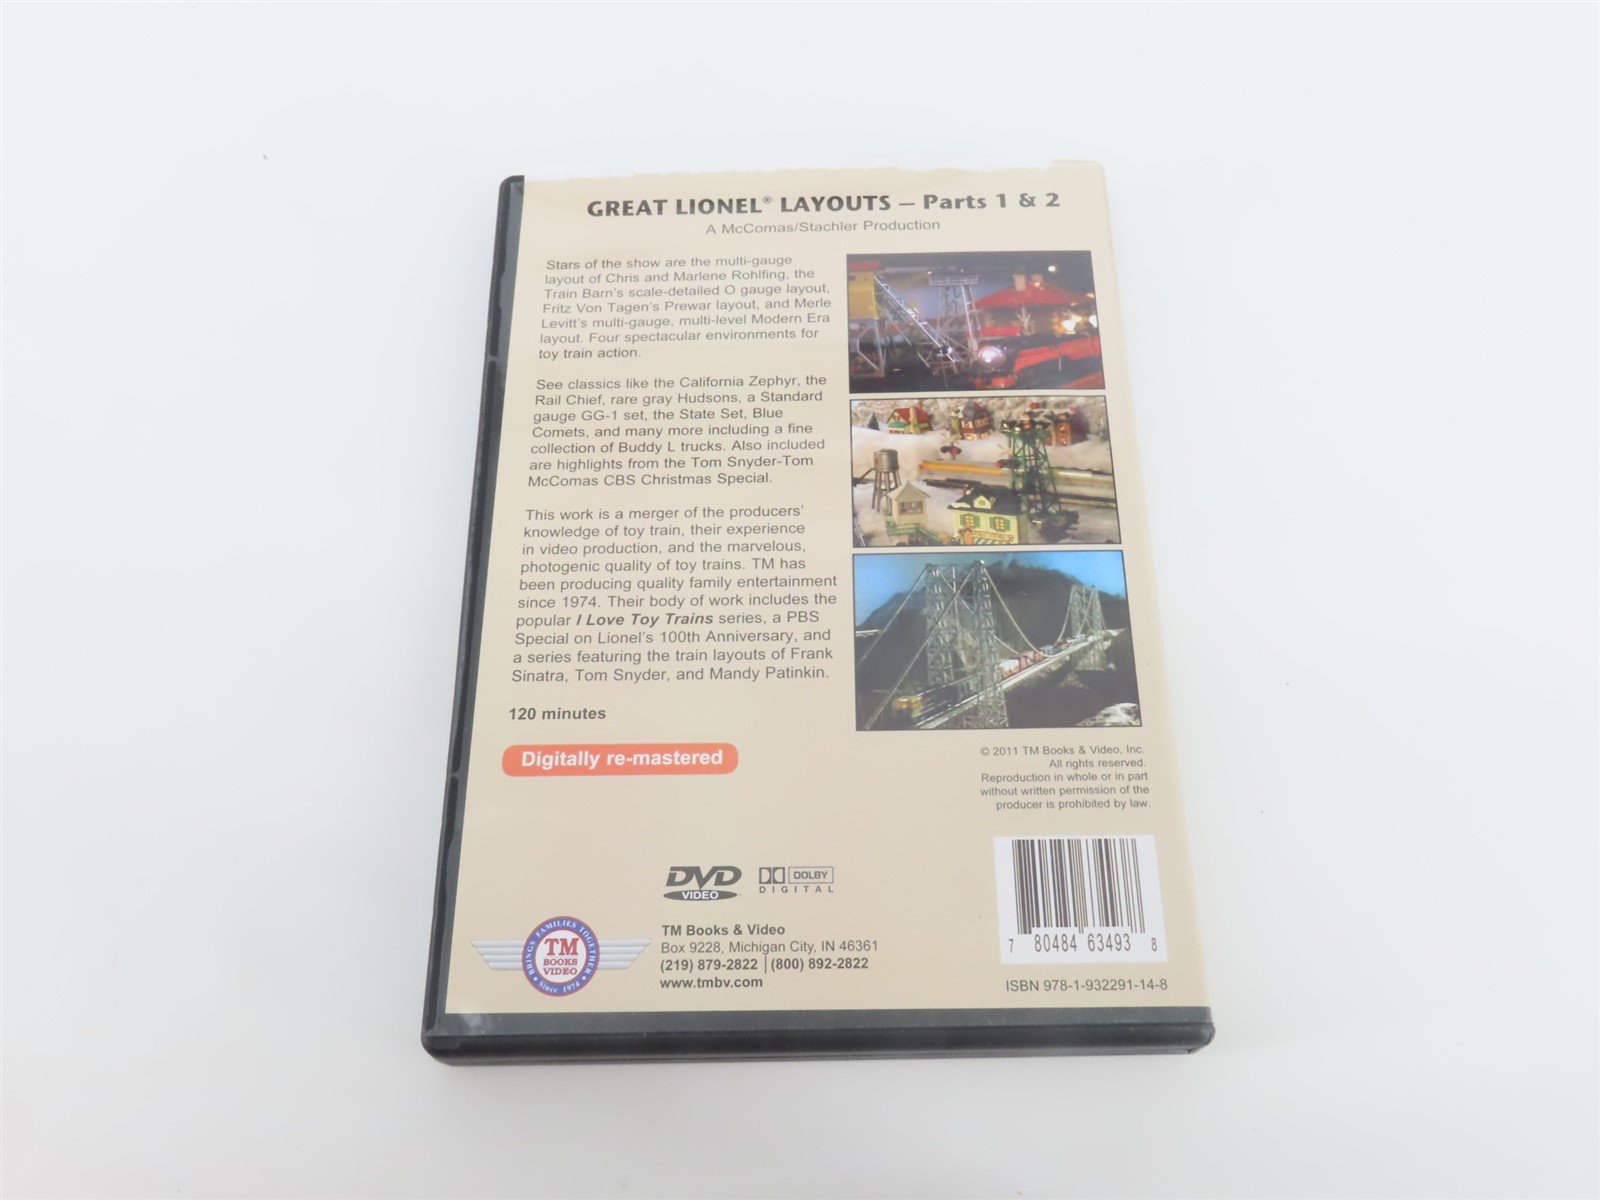 GREAT LIONEL® LAYOUTS – Parts 1 & 2
A McComas/Stachler Production
Stars of the show are the multi-gauge
layout of Chris and Marlene Rohlfing, the
Train Barn's scale-detailed O gauge layout,
Fritz Von Tagen's Prewar layout, and Merle
Levitt's multi-gauge, multi-level Modern Era
layout. Four spectacular environments for
toy train action.
See classics like the California Zephyr, the
Rail Chief, rare gray Hudsons, a Standard
gauge GG-1 set, the State Set, Blue
Comets, and many more including a fine
collection of Buddy L trucks. Also included
are highlights from the Tom Snyder-Tom
McComas CBS Christmas Special.
This work is a merger of the producers'
knowledge of toy train, their experience
in video production, and the marvelous,
photogenic quality of toy trains. TM has
been producing quality family entertainment
since 1974. Their body of work includes the
popular I Love Toy Trains series, a PBS
Special on Lionel's 100th Anniversary, and
a series featuring the train layouts of Frank
Sinatra, Tom Snyder, and Mandy Patinkin.
120 minutes
Digitally re-mastered
© 2011 TM Books & Video, Inc.
All rights reserved.
Reproduction in whole or in part
without written permission of the
producer is prohibited by law.
DVD
VIDEO
DOLBY
DIGITAL
BRINGS FAMILIES TOGETHER
TM
BOOKS
VIDEO
Since 1974
TM Books & Video
Box 9228, Michigan City, IN 46361
(219) 879-2822 | (800) 892-2822
www.tmbv.com
7 80484 63493 8
ISBN 978-1-932291-14-8